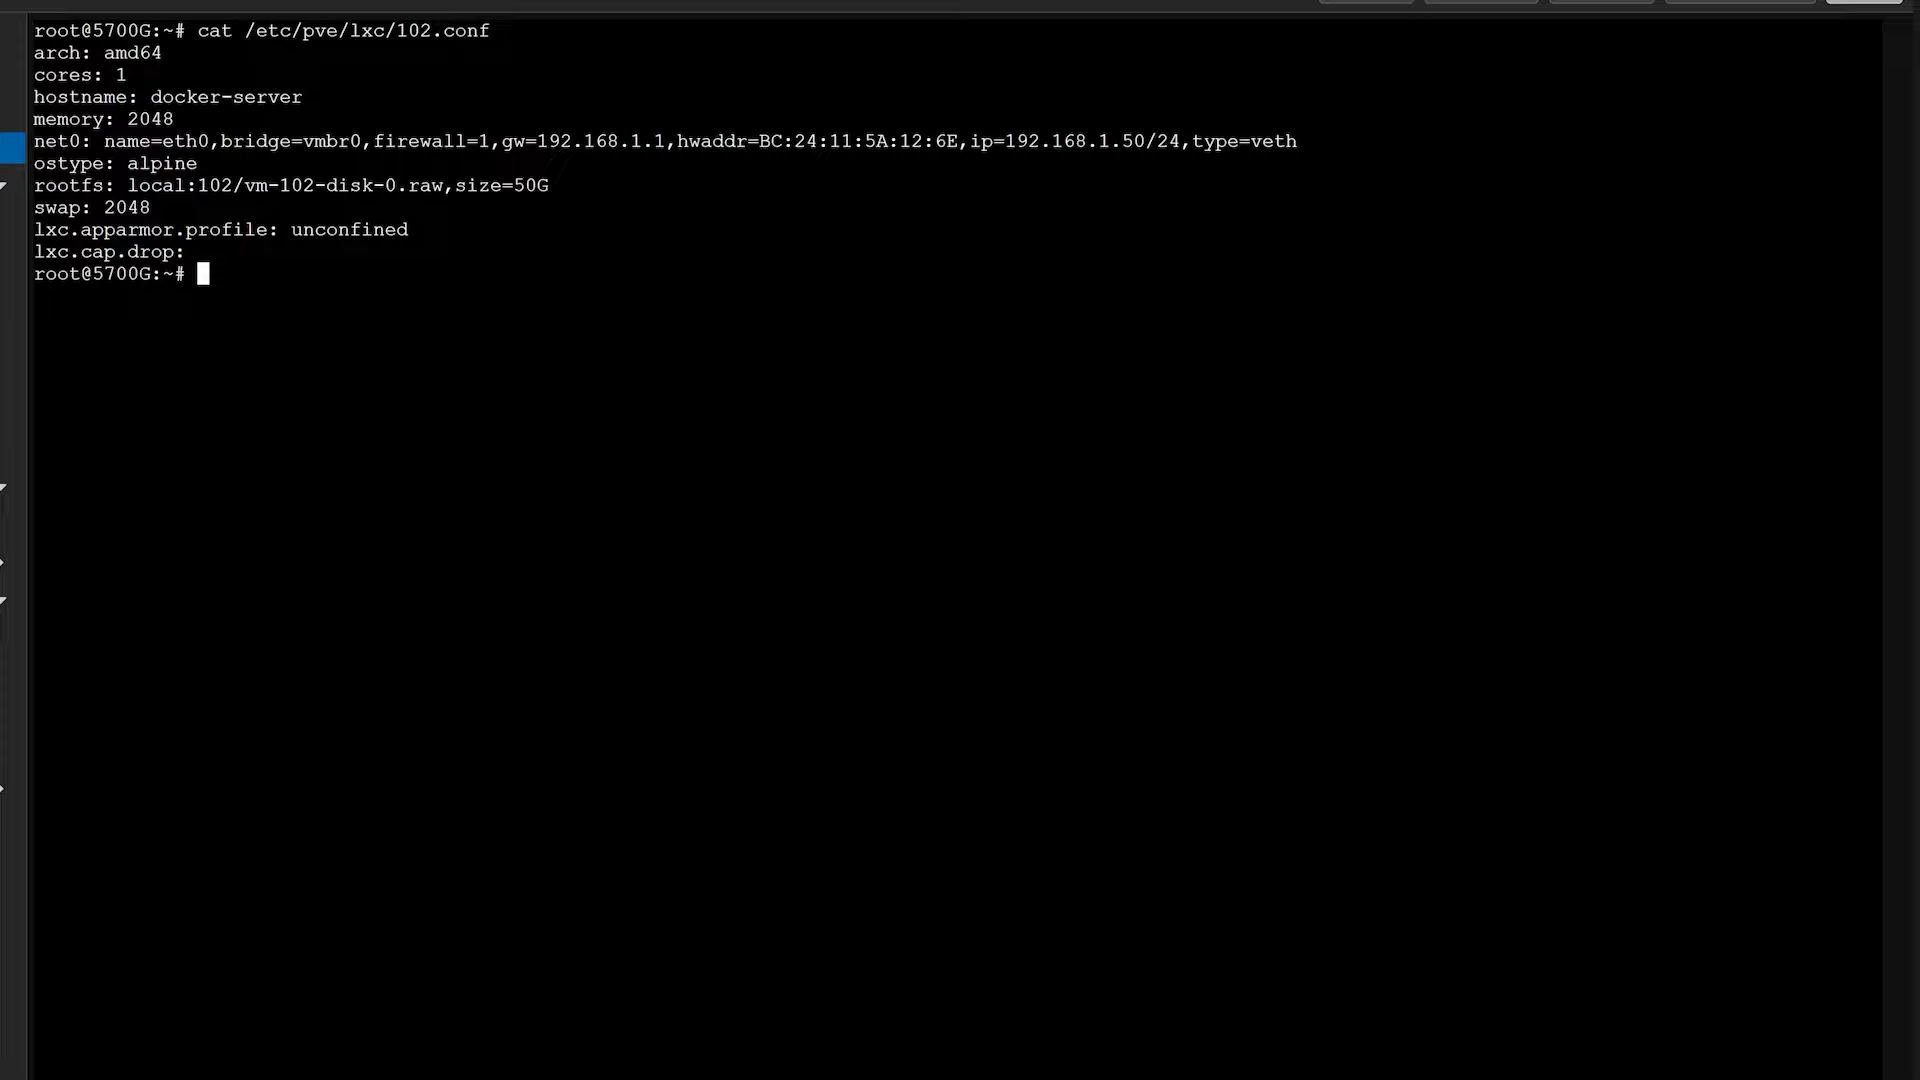 root@5700G:~# cat /etc/pve/lxc/102.conf
arch: amd64
cores: 1
hostname: docker-server
memory: 2048
net0: name=eth0,bridge=vmbr0,firewall=1,gw=192.168.1.1,hwaddr=BC:24:11:5A:12:6E,ip=192.168.1.50/24,type=veth
ostype: alpine
rootfs: local:102/vm-102-disk-0.raw,size=50G
swap: 2048
lxc.apparmor.profile: unconfined
lxc.cap.drop:
root@5700G:~#